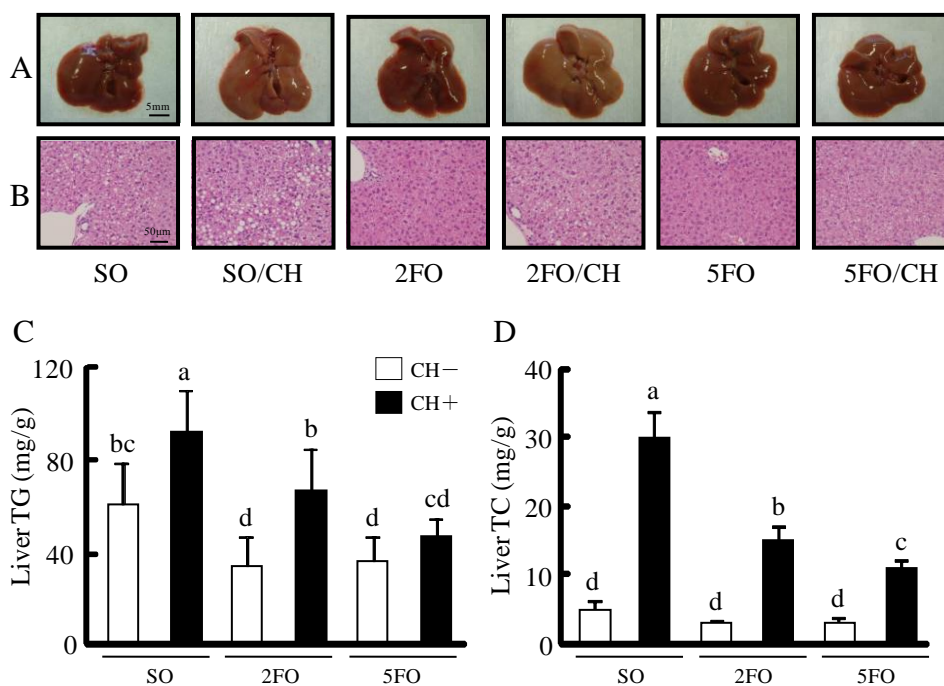 A
5mm
B
50μm
SO SO/CH 2FO 2FO/CH 5FO 5FO/CH
C
Liver TG (mg/g)
120
80
40
0
bc a d b d cd
CH−
CH+
SO 2FO 5FO
D
Liver TC (mg/g)
40
30
20
10
0
d a d b d c
SO 2FO 5FO